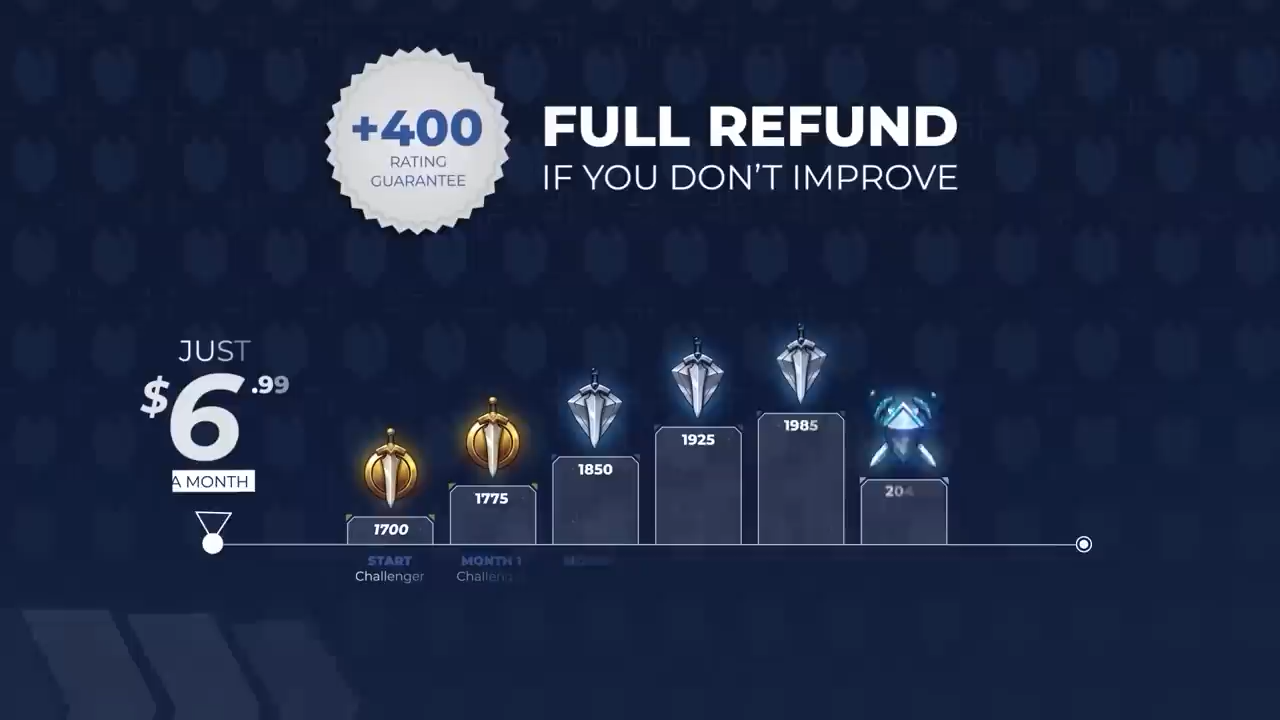 +400
RATING
GUARANTEE
FULL REFUND
IF YOU DON'T IMPROVE
JUST
$6.99
A MONTH
1700
1775
1850
1925
1985
START
MONTH 1
Challenger